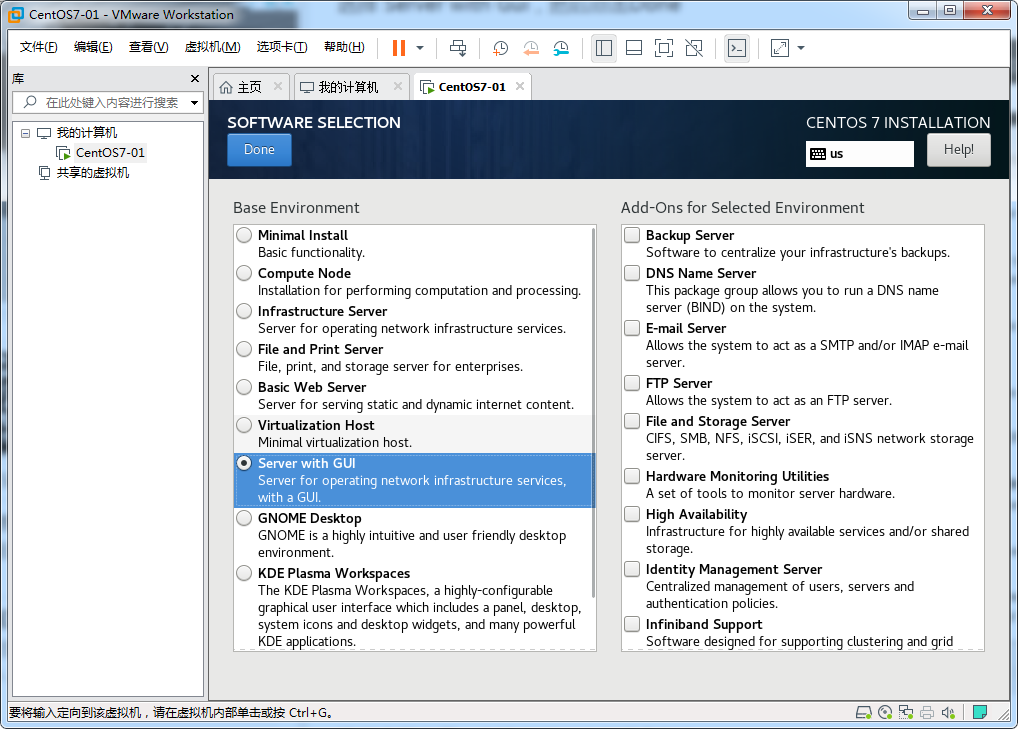 选择 Server with GUI，然后点击Done
CentOS7-01 - VMware Workstation
文件(F) 编辑(E) 查看(V) 虚拟机(M) 选项卡(T) 帮助(H)
库
在此处键入内容进行搜索
我的计算机
CentOS7-01
共享的虚拟机
主页 我的计算机 CentOS7-01
SOFTWARE SELECTION
Done
CENTOS 7 INSTALLATION
us
Help!
Base Environment
Minimal Install
Basic functionality.
Compute Node
Installation for performing computation and processing.
Infrastructure Server
Server for operating network infrastructure services.
File and Print Server
File, print, and storage server for enterprises.
Basic Web Server
Server for serving static and dynamic internet content.
Virtualization Host
Minimal virtualization host.
Server with GUI
Server for operating network infrastructure services,
with a GUI.
GNOME Desktop
GNOME is a highly intuitive and user friendly desktop
environment.
KDE Plasma Workspaces
The KDE Plasma Workspaces, a highly-configurable
graphical user interface which includes a panel, desktop,
system icons and desktop widgets, and many powerful
KDE applications.
Add-Ons for Selected Environment
Backup Server
Software to centralize your infrastructure's backups.
DNS Name Server
This package group allows you to run a DNS name
server (BIND) on the system.
E-mail Server
Allows the system to act as a SMTP and/or IMAP e-mail
server.
FTP Server
Allows the system to act as an FTP server.
File and Storage Server
CIFS, SMB, NFS, iSCSI, iSER, and iSNS network storage
server.
Hardware Monitoring Utilities
A set of tools to monitor server hardware.
High Availability
Infrastructure for highly available services and/or shared
storage.
Identity Management Server
Centralized management of users, servers and
authentication policies.
Infiniband Support
Software designed for supporting clustering and grid
要将输入定向到该虚拟机，请在虚拟机内部单击或按 Ctrl+G。